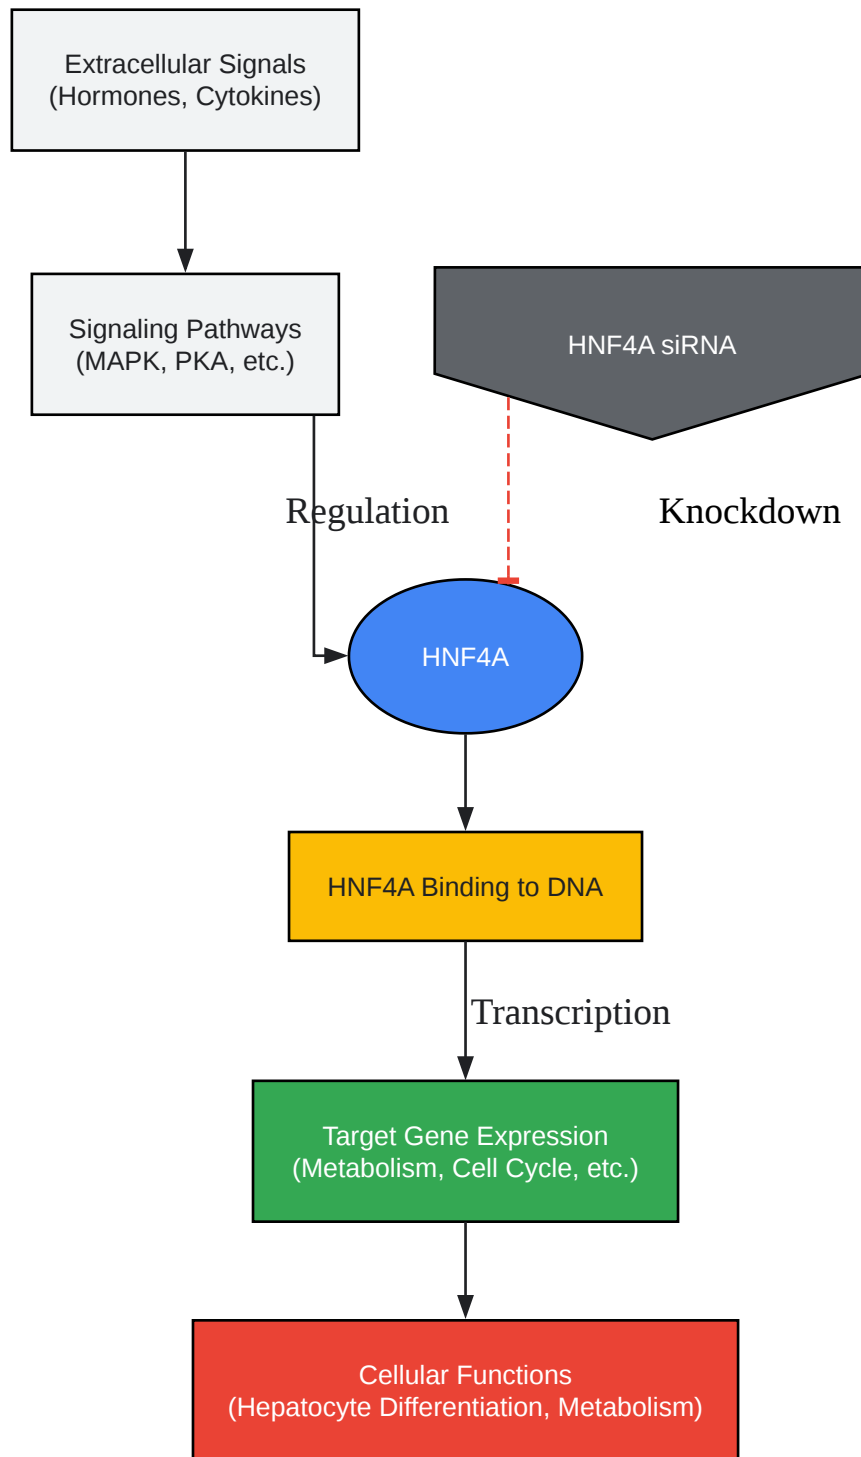 Extracellular Signals
(Hormones, Cytokines)
Signaling Pathways
(MAPK, PKA, etc.)
HNF4A siRNA
Regulation
Knockdown
HNF4A
HNF4A Binding to DNA
Transcription
Target Gene Expression
(Metabolism, Cell Cycle, etc.)
Cellular Functions
(Hepatocyte Differentiation, Metabolism)